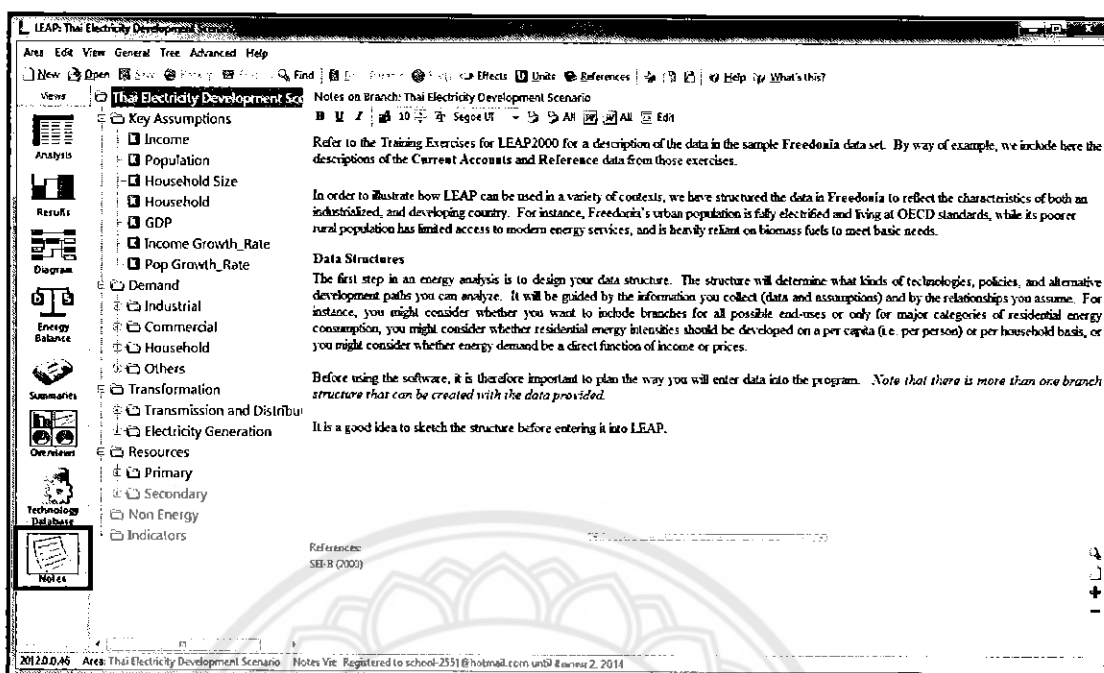 LEAP: Thai Electricity Development Scenario
Area Edit View General Tree Advanced Help
New Open Find Effects Units References Help What's this?
Views
Analysis
Results
Diagram
Energy Balance
Summaries
Overviews
Technology Database
Notes
Thai Electricity Development Sce
Key Assumptions
Income
Population
Household Size
Household
GDP
Income Growth_Rate
Pop Growth_Rate
Demand
Industrial
Commercial
Household
Others
Transformation
Transmission and Distribu
Electricity Generation
Resources
Primary
Secondary
Non Energy
Indicators
Notes on Branch: Thai Electricity Development Scenario
B U I 10 Segoe UI All All Edit
Refer to the Training Exercises for LEAP2000 for a description of the data in the sample Freedonia data set. By way of example, we include here the
descriptions of the Current Accounts and Reference data from those exercises.
In order to illustrate how LEAP can be used in a variety of contexts, we have structured the data in Freedonia to reflect the characteristics of both an
industrialized, and developing country. For instance, Freedonia's urban population is fully electrified and living at OECD standards, while its poorer
rural population has limited access to modern energy services, and is heavily reliant on biomass fuels to meet basic needs.
Data Structures
The first step in an energy analysis is to design your data structure. The structure will determine what kinds of technologies, policies, and alternative
development paths you can analyze. It will be guided by the information you collect (data and assumptions) and by the relationships you assume. For
instance, you might consider whether you want to include branches for all possible end-uses or only for major categories of residential energy
consumption, you might consider whether residential energy intensities should be developed on a per capita (i.e. per person) or per household basis, or
you might consider whether energy demand be a direct function of income or prices.
Before using the software, it is therefore important to plan the way you will enter data into the program. Note that there is more than one branch
structure that can be created with the data provided.
It is a good idea to sketch the structure before entering it into LEAP.
References:
SEI-B (2000)
2012.0.0.46 Area: Thai Electricity Development Scenario Notes Vie Registered to school-2551@hotmail.com until 2, 2014